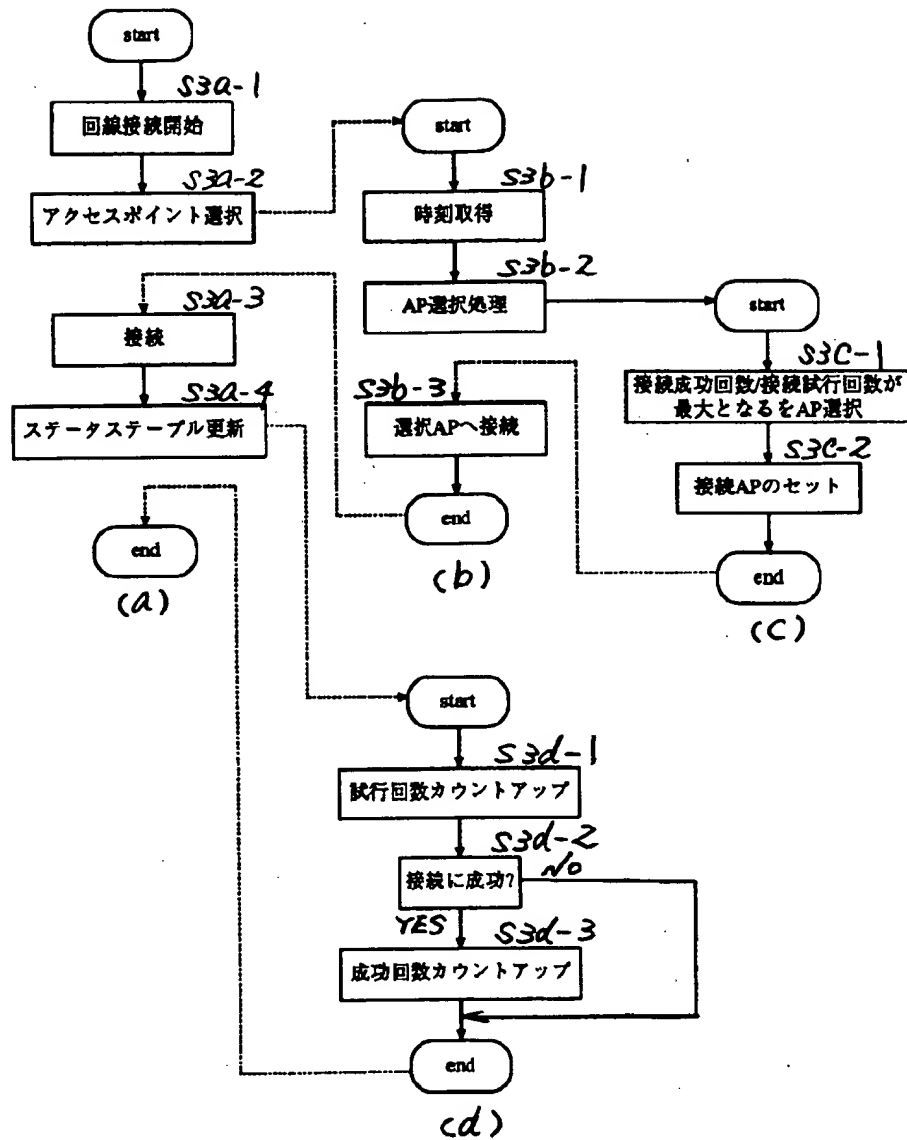 start
S3a-1
回線接続開始
S3a-2
アクセスポイント選択
S3a-3
接続
S3a-4
ステータステーブル更新
end
(a)
start
S3b-1
時刻取得
S3b-2
AP選択処理
S3b-3
選択APへ接続
end
(b)
start
S3C-1
接続成功回数/接続試行回数が
最大となるをAP選択
S3C-2
接続APのセット
end
(C)
start
S3d-1
試行回数カウントアップ
S3d-2
接続に成功?
No
YES
S3d-3
成功回数カウントアップ
end
(d)